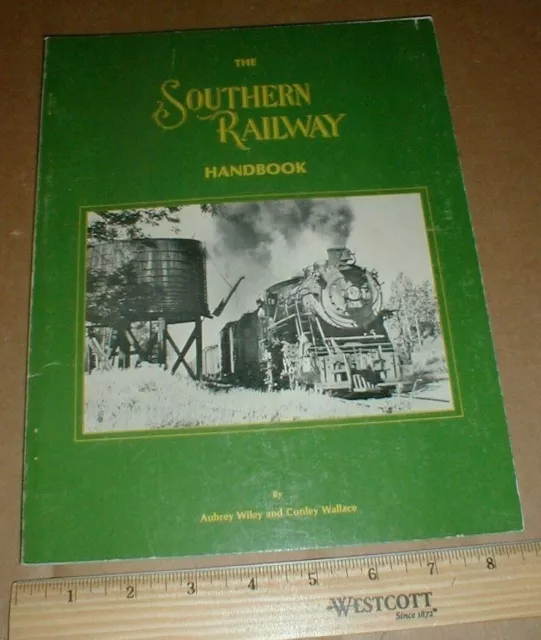 THE
SOUTHERN
RAILWAY
HANDBOOK
By
Aubrey Wiley and Conley Wallace
1 2 3 4 5 6 7 8
WESTCOTT
Since 1872